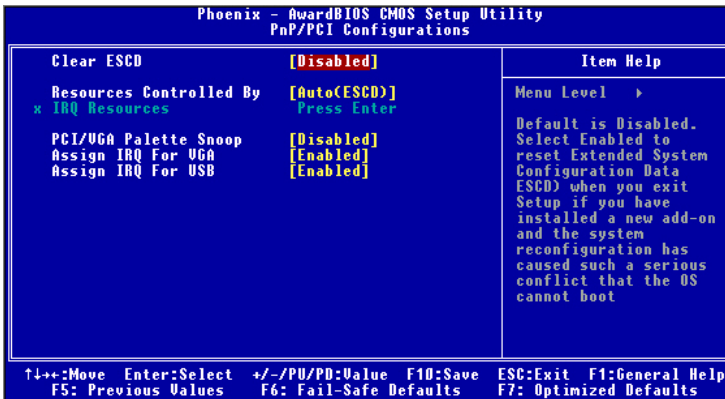 Phoenix - AwardBIOS CMOS Setup Utility
PnP/PCI Configurations
Clear ESCD [Disabled]
Resources Controlled By [Auto(ESCD)]
x IRQ Resources Press Enter
PCI/VGA Palette Snoop [Disabled]
Assign IRQ For VGA [Enabled]
Assign IRQ For USB [Enabled]
Item Help
Menu Level ▸
Default is Disabled.
Select Enabled to
reset Extended System
Configuration Data
ESCD) when you exit
Setup if you have
installed a new add-on
and the system
reconfiguration has
caused such a serious
conflict that the OS
cannot boot
↑↓→←:Move Enter:Select +/-/PU/PD:Value F10:Save ESC:Exit F1:General Help
F5: Previous Values F6: Fail-Safe Defaults F7: Optimized Defaults